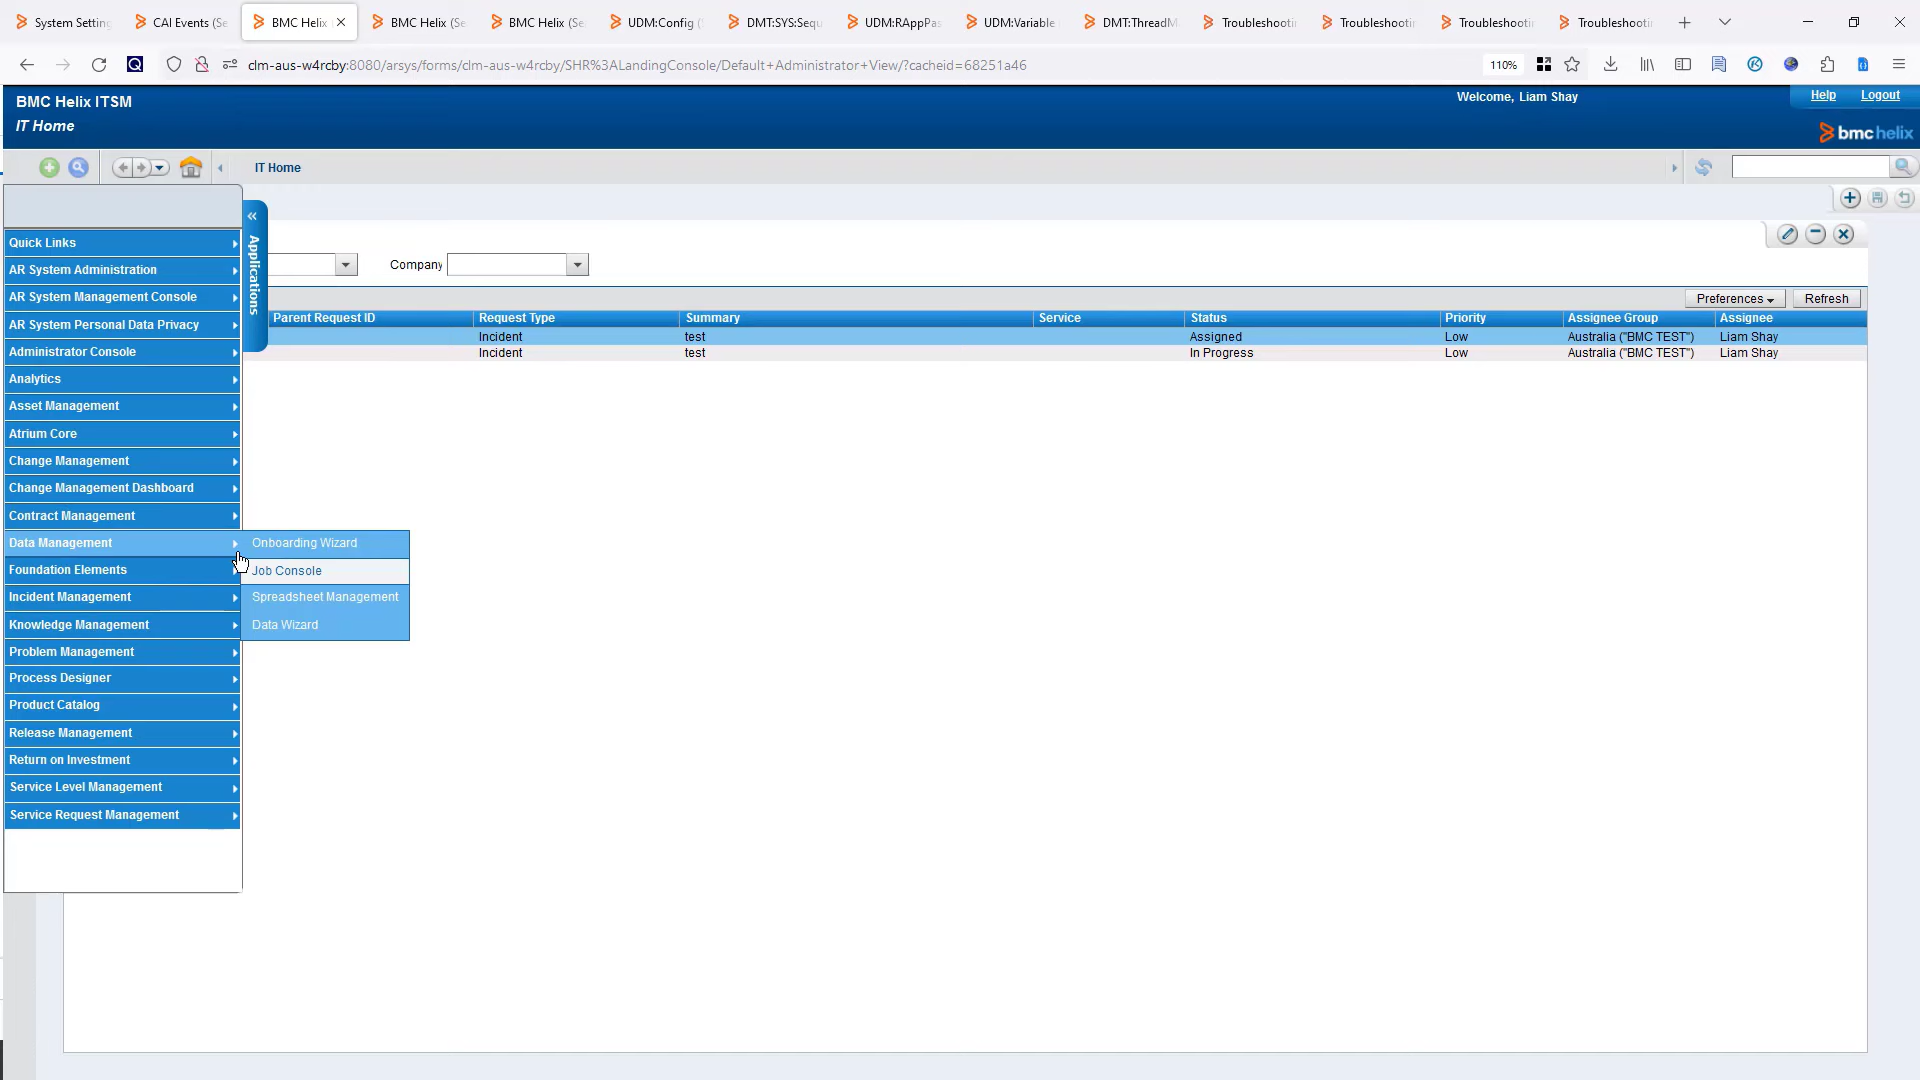 System Setting
CAI Events (Se
BMC Helix
BMC Helix (Se
BMC Helix (Se
UDM:Config (
DMT:SYS:Sequ
UDM:RAppPas
UDM:Variable
DMT:ThreadM
Troubleshootin
Troubleshootin
Troubleshootin
Troubleshootin
clm-aus-w4rcby:8080/arsys/forms/clm-aus-w4rcby/SHR%3ALandingConsole/Default+Administrator+View/?cacheid=68251a46
110%
BMC Helix ITSM
Welcome, Liam Shay
Help
Logout
IT Home
bmc helix
IT Home
Applications
Company
Preferences
Refresh
Parent Request ID
Request Type
Summary
Service
Status
Priority
Assignee Group
Assignee
Incident test Assigned Low Australia ("BMC TEST") Liam Shay
Incident test In Progress Low Australia ("BMC TEST") Liam Shay
Quick Links
AR System Administration
AR System Management Console
AR System Personal Data Privacy
Administrator Console
Analytics
Asset Management
Atrium Core
Change Management
Change Management Dashboard
Contract Management
Data Management
Foundation Elements
Incident Management
Knowledge Management
Problem Management
Process Designer
Product Catalog
Release Management
Return on Investment
Service Level Management
Service Request Management
Onboarding Wizard
Job Console
Spreadsheet Management
Data Wizard